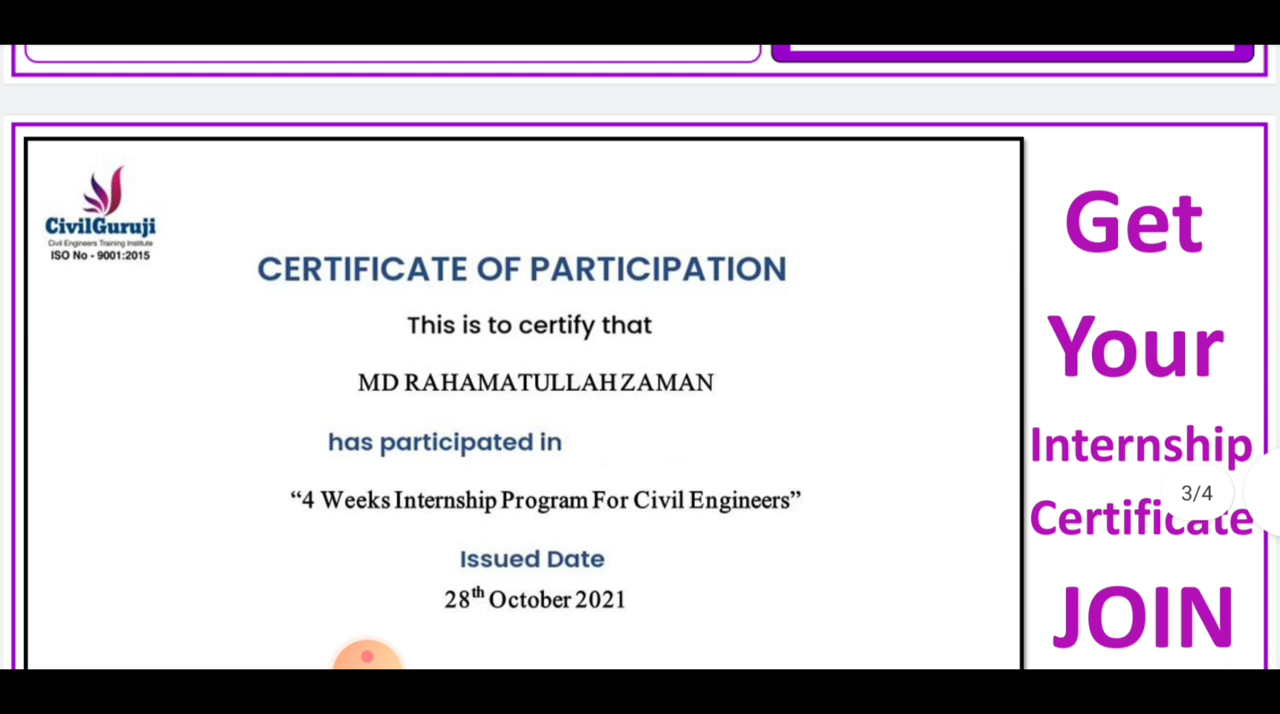 CivilGuruji
Civil Engineers Training Institute
ISO No - 9001:2015
CERTIFICATE OF PARTICIPATION
This is to certify that
MD RAHAMATULLAH ZAMAN
has participated in
“4 Weeks Internship Program For Civil Engineers”
Issued Date
28th October 2021
Get
Your
Internship
Certificate
JOIN
3/4